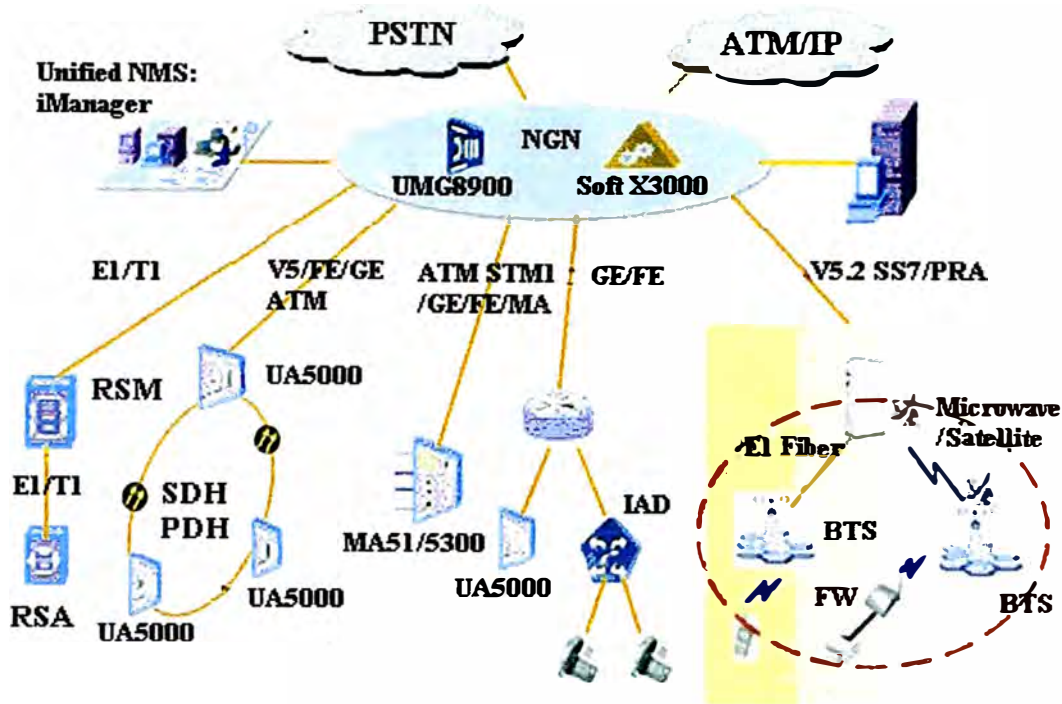 PSTN
ATM/IP
Unified NMS:
iManager
NGN
UMG8900
Soft X3000
E1/T1
V5/FE/GE
ATM
ATM STM1
/GE/FE/MA
GE/FE
V5.2 SS7/PRA
RSM
UA5000
Microwave
/Satellite
E1 Fiber
E1/T1
SDH
PDH
IAD
MA51/5300
BTS
UA5000
UA5000
FW
BTS
RSA
UA5000